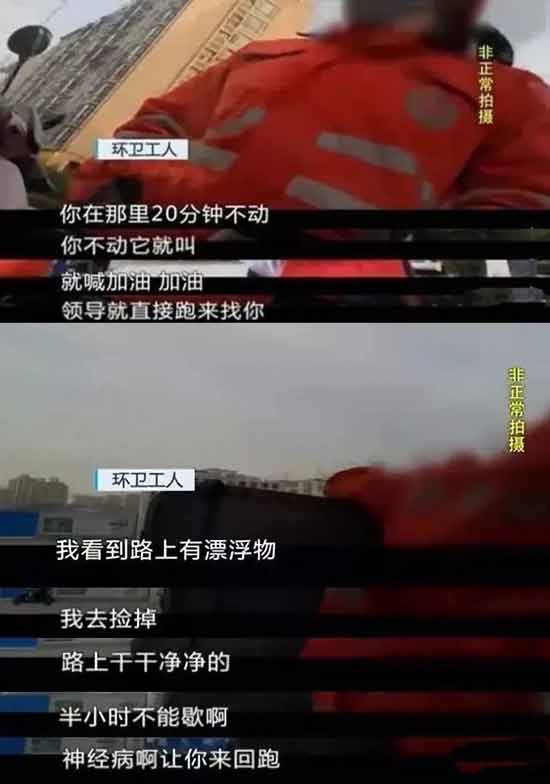 非正常拍摄
环卫工人
你在那里20分钟不动
你不动它就叫
就喊加油 加油
领导就直接跑来找你
非正常拍摄
环卫工人
我看到路上有漂浮物
我去捡掉
路上干干净净的
半小时不能歇啊
神经病啊让你来回跑